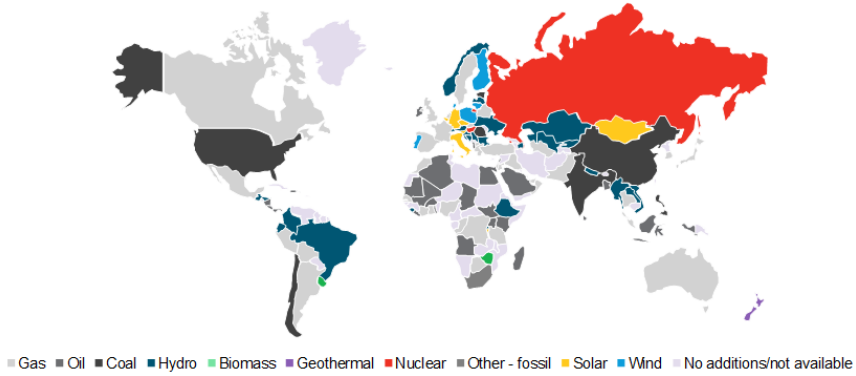 Gas Oil Coal Hydro Biomass Geothermal Nuclear Other - fossil Solar Wind No additions/not available